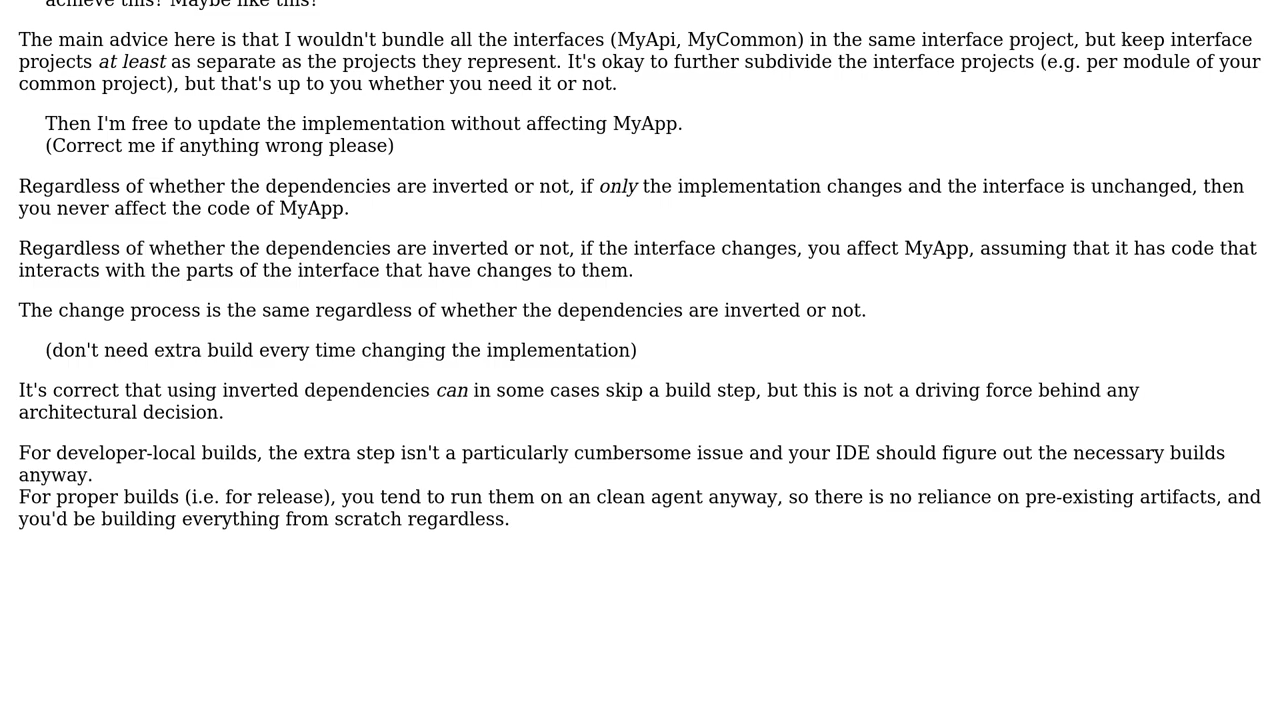 achieve this? Maybe like this?
The main advice here is that I wouldn't bundle all the interfaces (MyApi, MyCommon) in the same interface project, but keep interface
projects at least as separate as the projects they represent. It's okay to further subdivide the interface projects (e.g. per module of your
common project), but that's up to you whether you need it or not.
Then I'm free to update the implementation without affecting MyApp.
(Correct me if anything wrong please)
Regardless of whether the dependencies are inverted or not, if only the implementation changes and the interface is unchanged, then
you never affect the code of MyApp.
Regardless of whether the dependencies are inverted or not, if the interface changes, you affect MyApp, assuming that it has code that
interacts with the parts of the interface that have changes to them.
The change process is the same regardless of whether the dependencies are inverted or not.
(don't need extra build every time changing the implementation)
It's correct that using inverted dependencies can in some cases skip a build step, but this is not a driving force behind any
architectural decision.
For developer-local builds, the extra step isn't a particularly cumbersome issue and your IDE should figure out the necessary builds
anyway.
For proper builds (i.e. for release), you tend to run them on an clean agent anyway, so there is no reliance on pre-existing artifacts, and
you'd be building everything from scratch regardless.